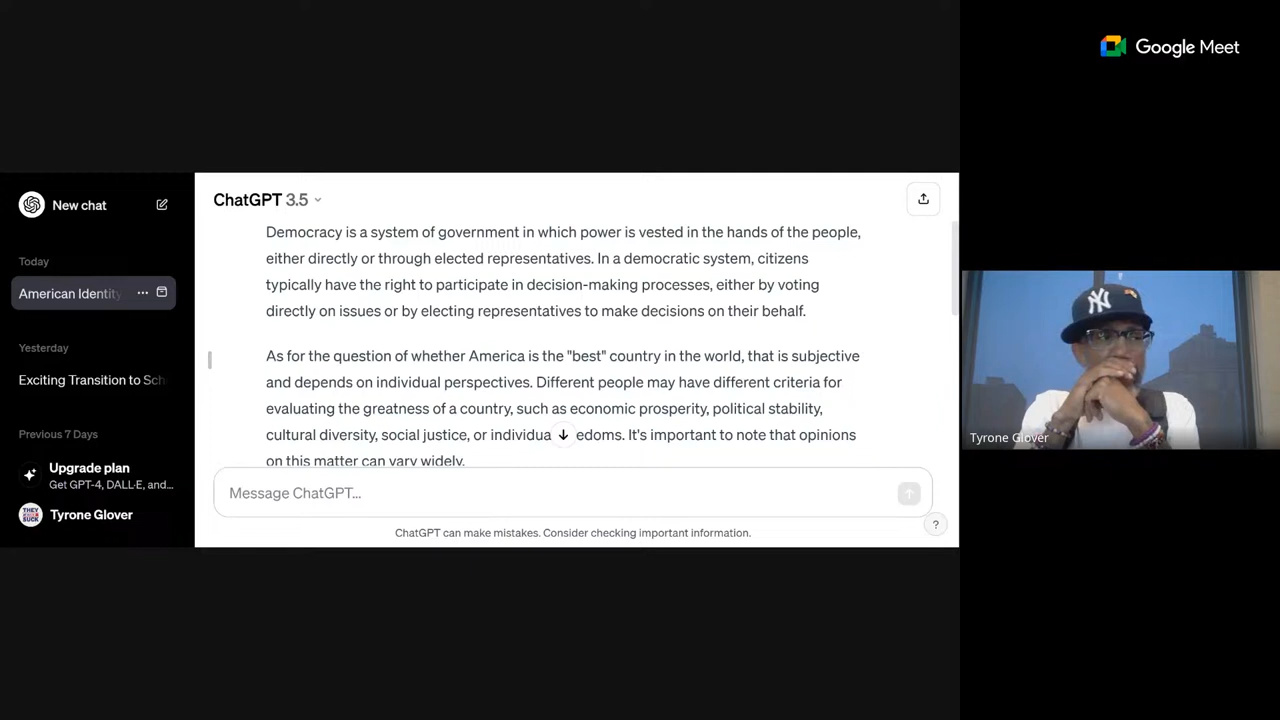 Google Meet
New chat
Today
American Identity
Yesterday
Exciting Transition to Sch
Previous 7 Days
Upgrade plan
Get GPT-4, DALL·E, and...
THEY
SUCK
Tyrone Glover
ChatGPT 3.5
Democracy is a system of government in which power is vested in the hands of the people,
either directly or through elected representatives. In a democratic system, citizens
typically have the right to participate in decision-making processes, either by voting
directly on issues or by electing representatives to make decisions on their behalf.
As for the question of whether America is the "best" country in the world, that is subjective
and depends on individual perspectives. Different people may have different criteria for
evaluating the greatness of a country, such as economic prosperity, political stability,
cultural diversity, social justice, or individua edoms. It's important to note that opinions
on this matter can vary widely.
Message ChatGPT...
ChatGPT can make mistakes. Consider checking important information.
?
NY
Tyrone Glover